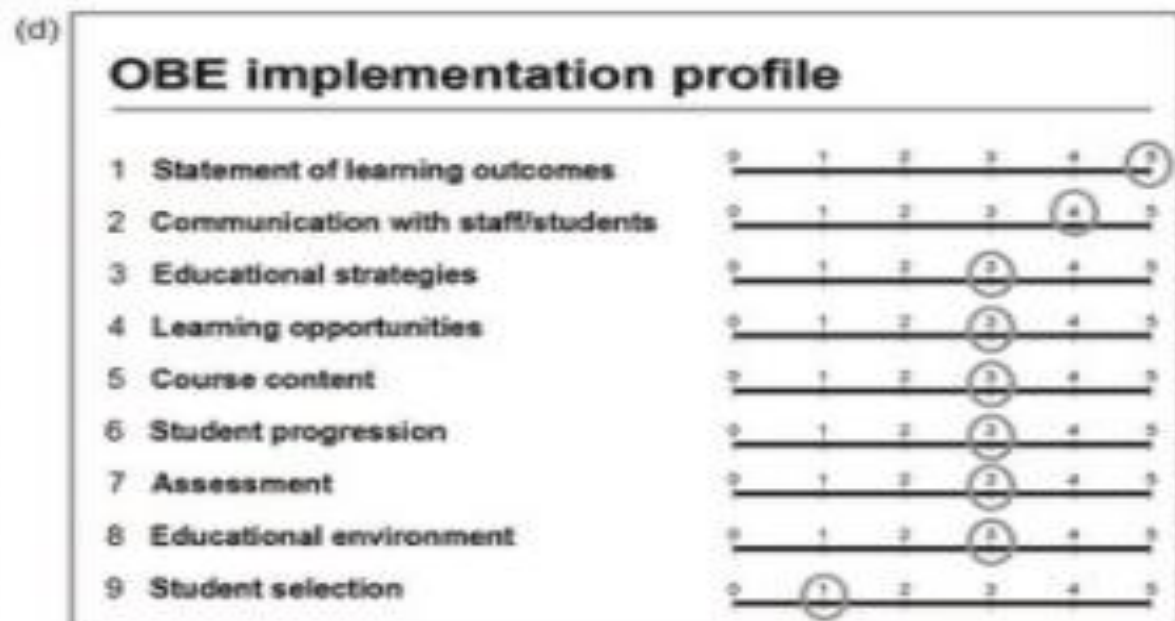 (d)
OBE implementation profile
1 Statement of learning outcomes 0 1 2 3 4 5
2 Communication with staff/students 0 1 2 3 4 5
3 Educational strategies 0 1 2 3 4 5
4 Learning opportunities 0 1 2 3 4 5
5 Course content 0 1 2 3 4 5
6 Student progression 0 1 2 3 4 5
7 Assessment 0 1 2 3 4 5
8 Educational environment 0 1 2 3 4 5
9 Student selection 0 1 2 3 4 5